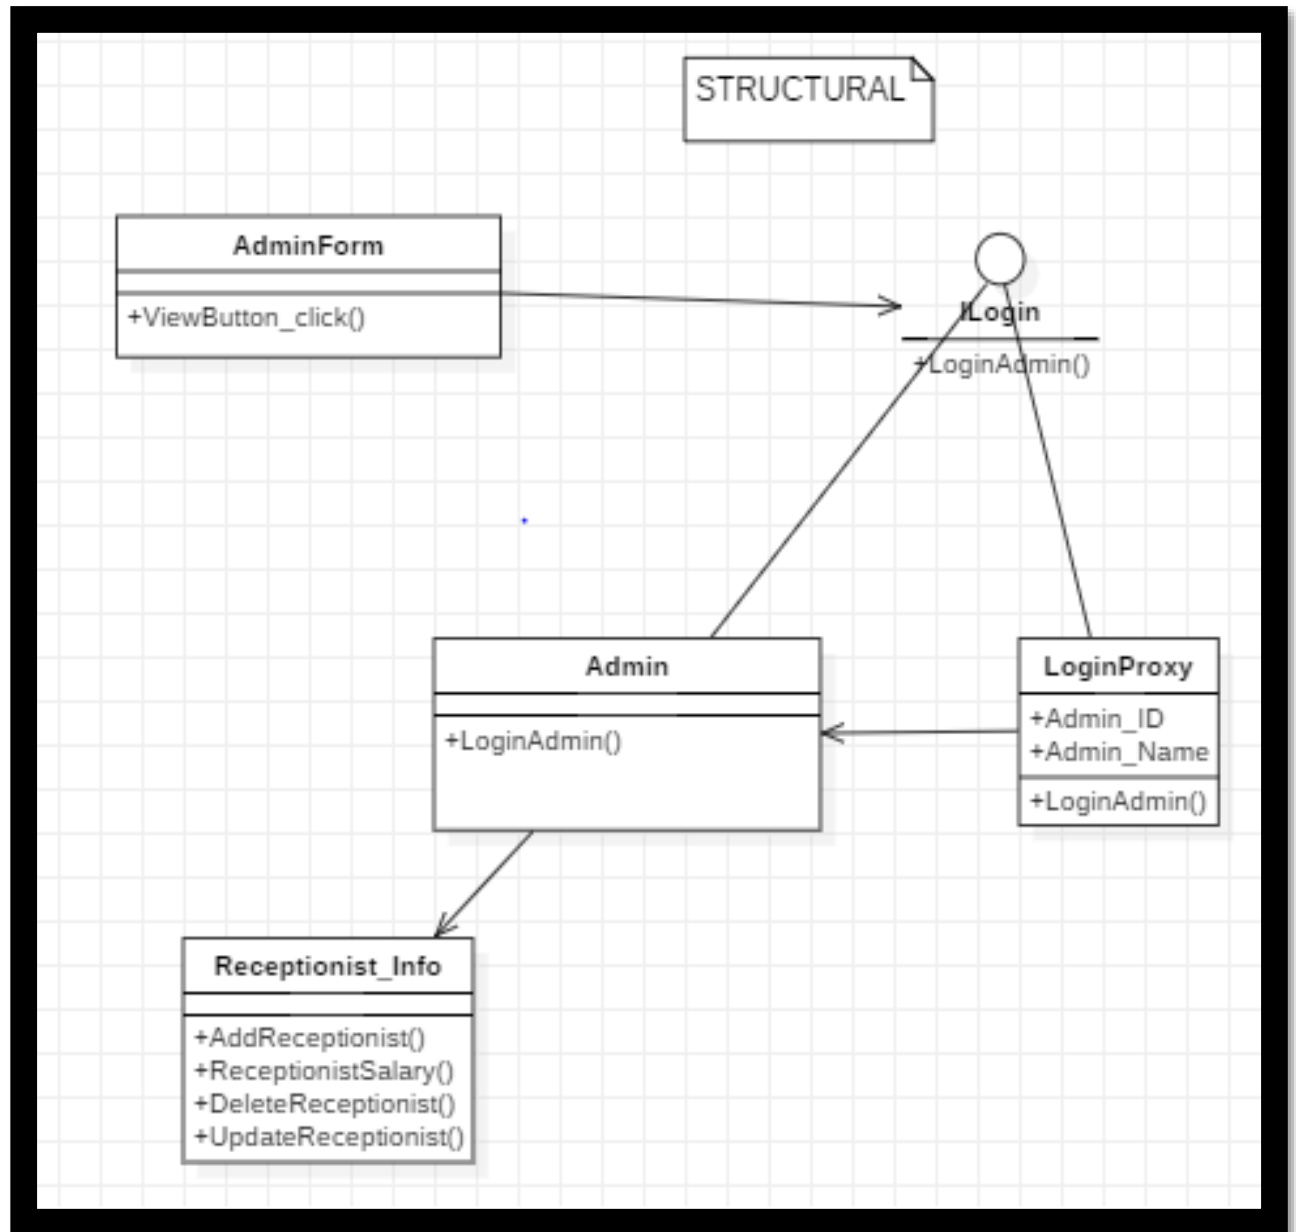 STRUCTURAL
AdminForm
+ViewButton_click()
ILogin
+LoginAdmin()
Admin
+LoginAdmin()
LoginProxy
+Admin_ID
+Admin_Name
+LoginAdmin()
Receptionist_Info
+AddReceptionist()
+ReceptionistSalary()
+DeleteReceptionist()
+UpdateReceptionist()